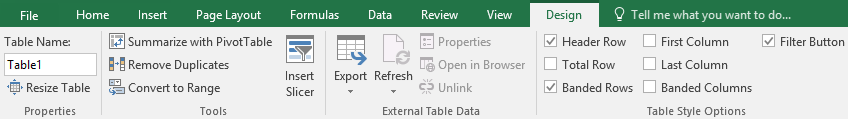 File Home Insert Page Layout Formulas Data Review View Design Tell me what you want to do...
Table Name:
Table1
Resize Table
Properties
Summarize with PivotTable
Remove Duplicates
Convert to Range
Insert
Slicer
Tools
Export
Refresh
Properties
Open in Browser
Unlink
External Table Data
Header Row
Total Row
Banded Rows
First Column
Last Column
Banded Columns
Filter Button
Table Style Options